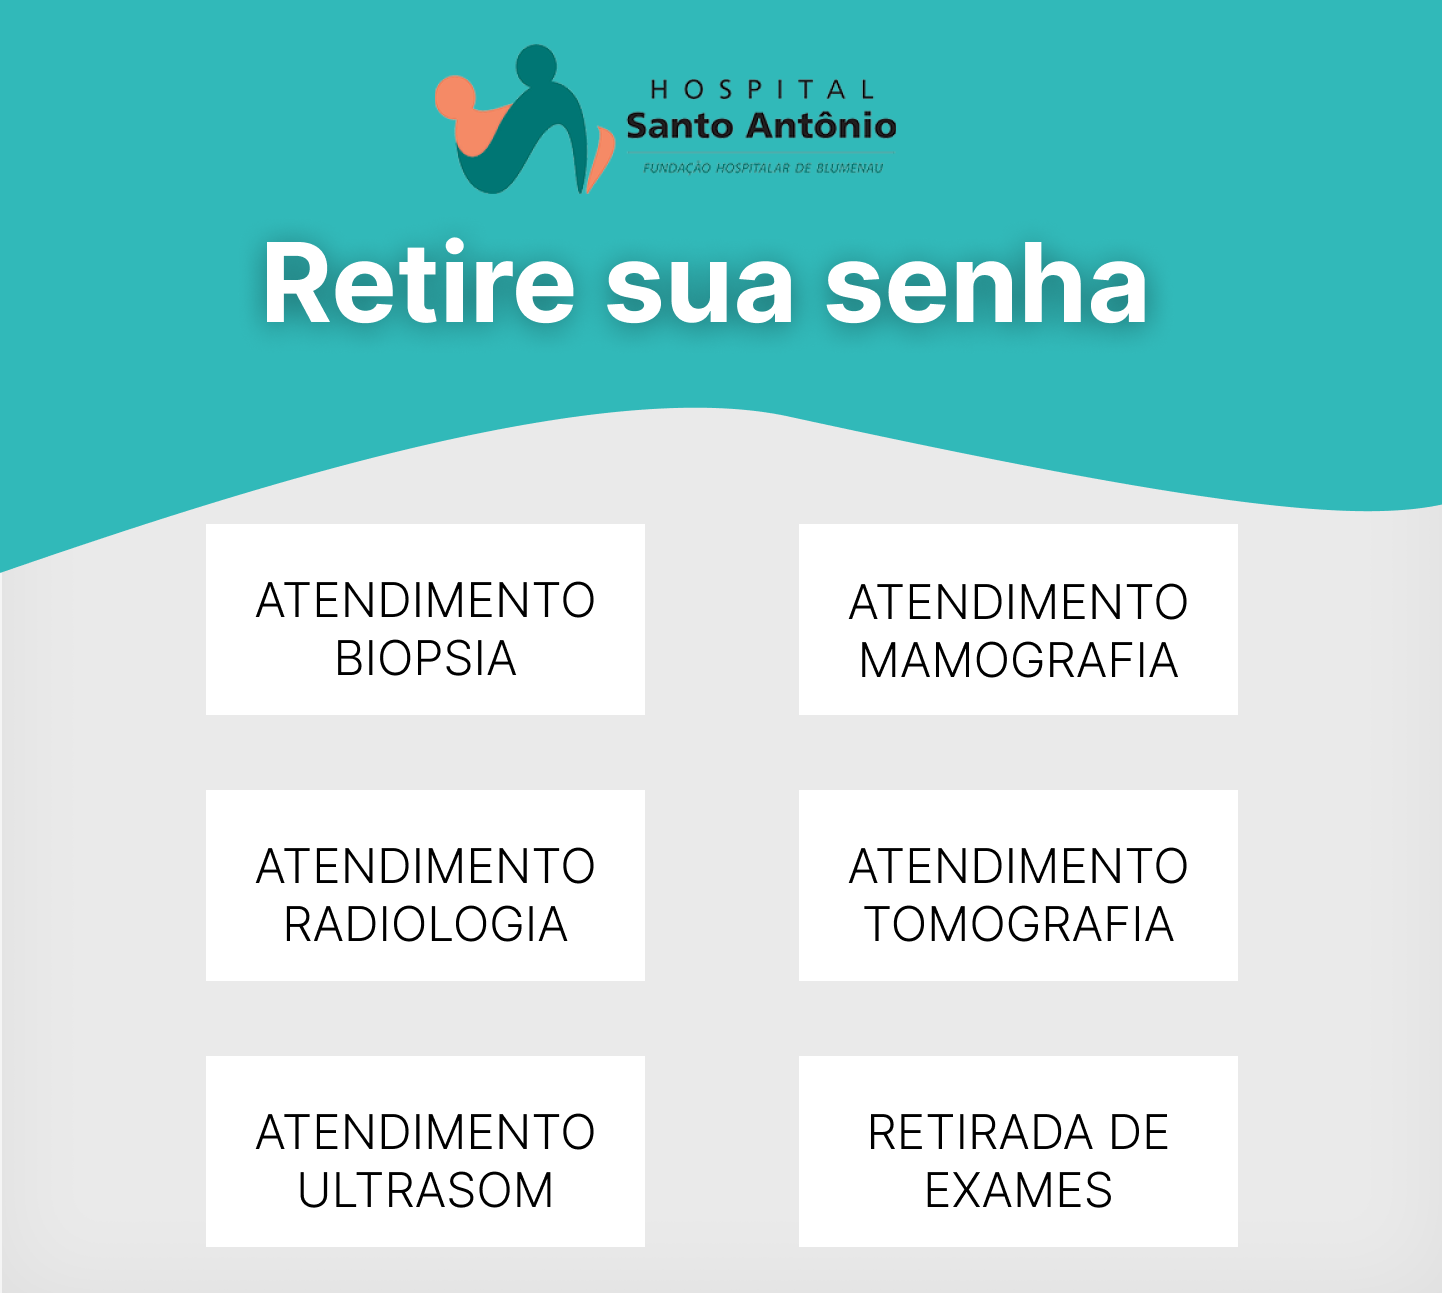 HOSPITAL
Santo Antônio
FUNDAÇÃO HOSPITALAR DE BLUMENAU
Retire sua senha
ATENDIMENTO
BIOPSIA
ATENDIMENTO
MAMOGRAFIA
ATENDIMENTO
RADIOLOGIA
ATENDIMENTO
TOMOGRAFIA
ATENDIMENTO
ULTRASOM
RETIRADA DE
EXAMES